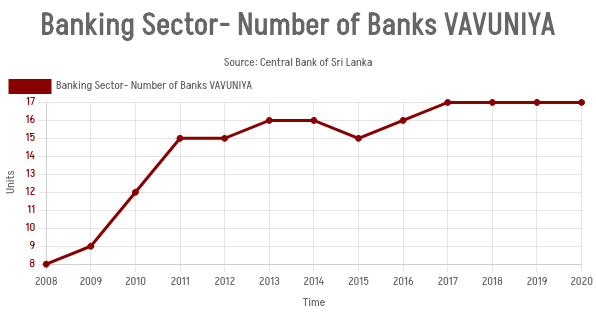 Banking Sector- Number of Banks VAVUNIYA
Source: Central Bank of Sri Lanka
Banking Sector- Number of Banks VAVUNIYA
17
16
15
14
13
12
11
10
9
8
Units
2008 2009 2010 2011 2012 2013 2014 2015 2016 2017 2018 2019 2020
Time